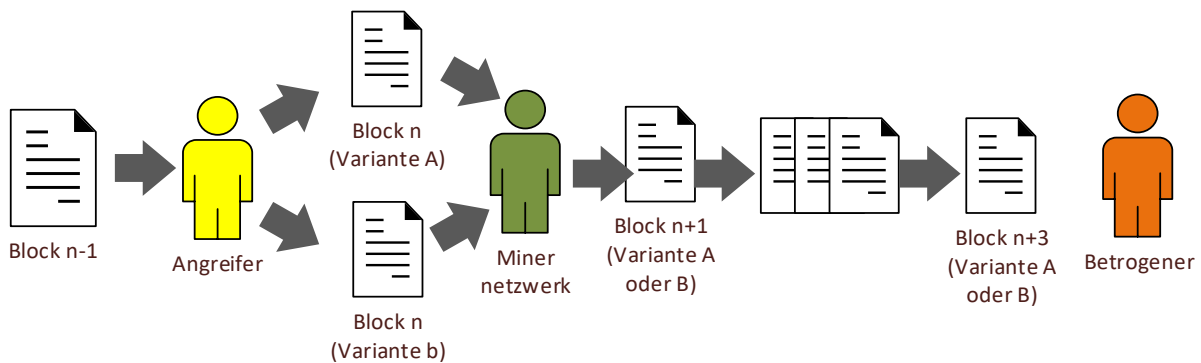 Block n-1
Angreifer
Block n
(Variante A)
Block n
(Variante b)
Miner
netzwerk
Block n+1
(Variante A
oder B)
Block n+3
(Variante A
oder B)
Betrogener